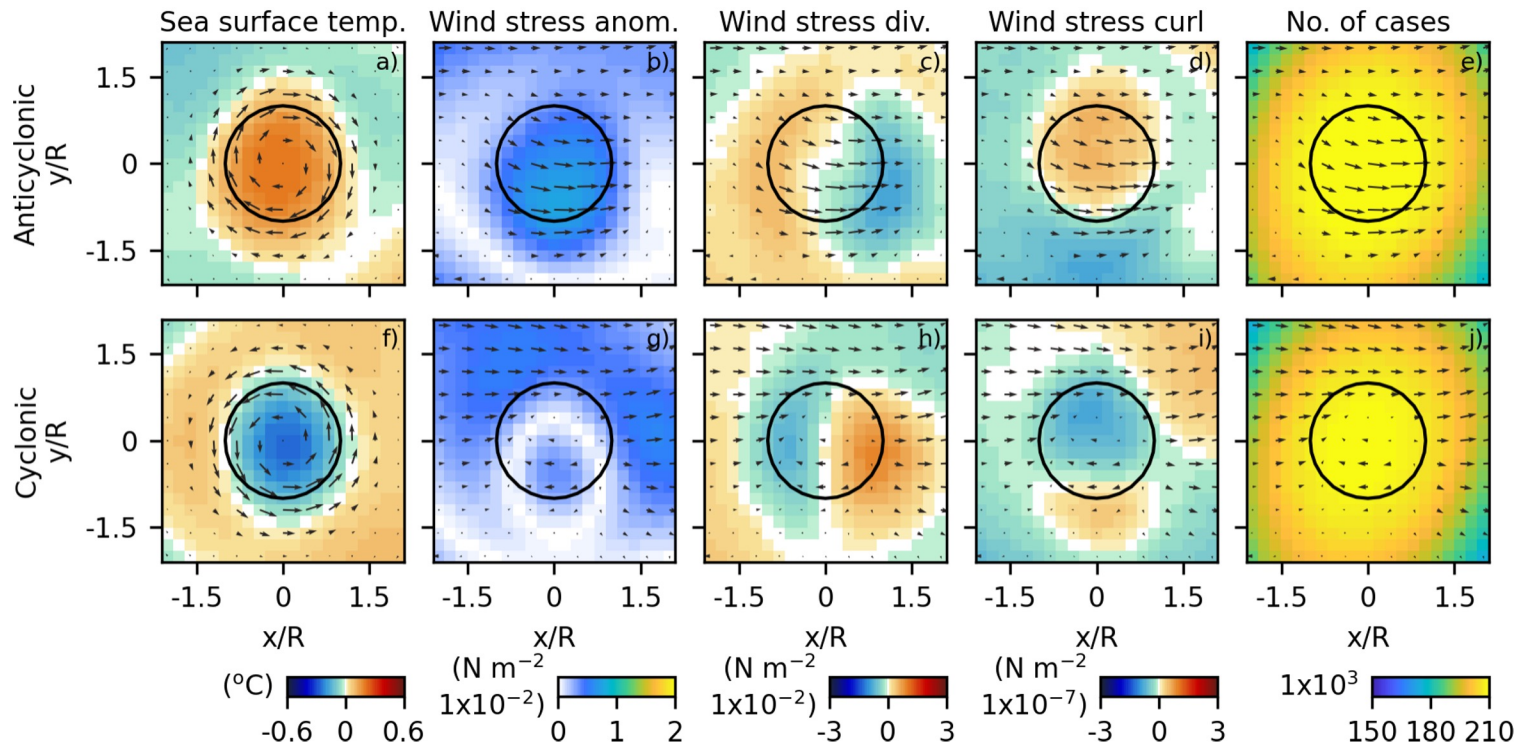 Sea surface temp. Wind stress anom. Wind stress div. Wind stress curl No. of cases
Anticyclonic
y/R
1.5
0
-1.5
a)
b)
c)
d)
e)
Cyclonic
y/R
1.5
0
-1.5
f)
g)
h)
i)
j)
-1.5 0 1.5 -1.5 0 1.5 -1.5 0 1.5 -1.5 0 1.5 -1.5 0 1.5
x/R x/R x/R x/R x/R
(°C)
-0.6 0 0.6
(N m⁻²
1x10⁻²)
0 1 2
(N m⁻²
1x10⁻²)
-3 0 3
(N m⁻²
1x10⁻⁷)
-3 0 3
1x10³
150 180 210